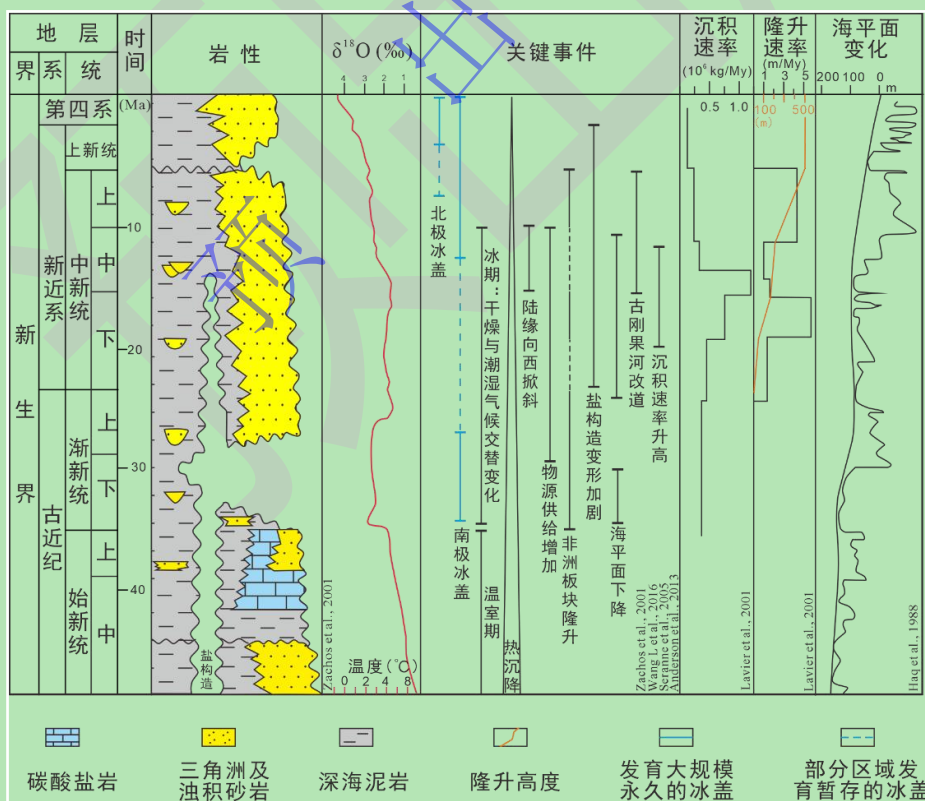 地 层
时间
岩 性
δ¹⁸O (‰)
4 3 2 1
关键事件
沉积速率
(10⁶ kg/My)
隆升速率
(m/My)
1 3 5
海平面变化
200 100 0
m
界 系 统
(Ma)
0.5 1.0
100 500
(m)
第四系
上新统
新生界
新近系
中新统
上
中
下
古近纪
渐新统
上
下
始新统
上
中
10
20
30
40
盐构造
Zachos et al., 2001
温度(℃)
0 2 4 6 8
北极冰盖
南极冰盖
冰期:干燥与潮湿气候交替变化
温室期
热沉降
陆缘向西掀斜
物源供给增加
非洲板块隆升
盐构造变形加剧
海平面下降
古刚果河改道
沉积速率升高
Zachos et al., 2001
Wang L et al., 2016
Seranne et al., 2005
Anderson et al., 2013
Lavier et al., 2001
Lavier et al., 2001
Haq et al., 1988
碳酸盐岩
三角洲及
浊积砂岩
深海泥岩
隆升高度
发育大规模
永久的冰盖
部分区域发
育暂存的冰盖